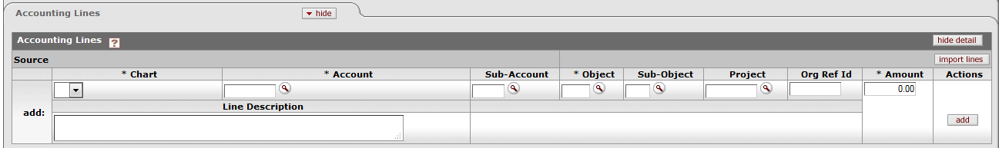 Accounting Lines
hide
Accounting Lines ?
hide detail
Source
import lines
* Chart * Account Sub-Account * Object Sub-Object Project Org Ref Id * Amount Actions
0.00
Line Description
add:
add